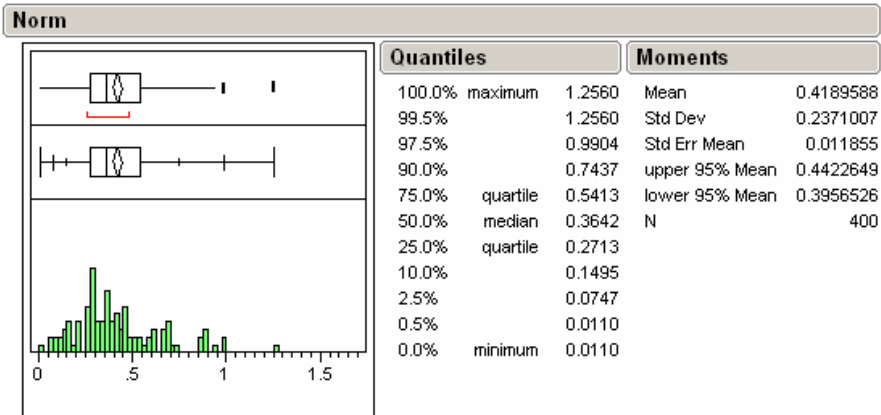 Norm
Quantiles
100.0% maximum 1.2560
99.5% 1.2560
97.5% 0.9904
90.0% 0.7437
75.0% quartile 0.5413
50.0% median 0.3642
25.0% quartile 0.2713
10.0% 0.1495
2.5% 0.0747
0.5% 0.0110
0.0% minimum 0.0110
Moments
Mean 0.4189588
Std Dev 0.2371007
Std Err Mean 0.011855
upper 95% Mean 0.4422649
lower 95% Mean 0.3956526
N 400
0 .5 1 1.5